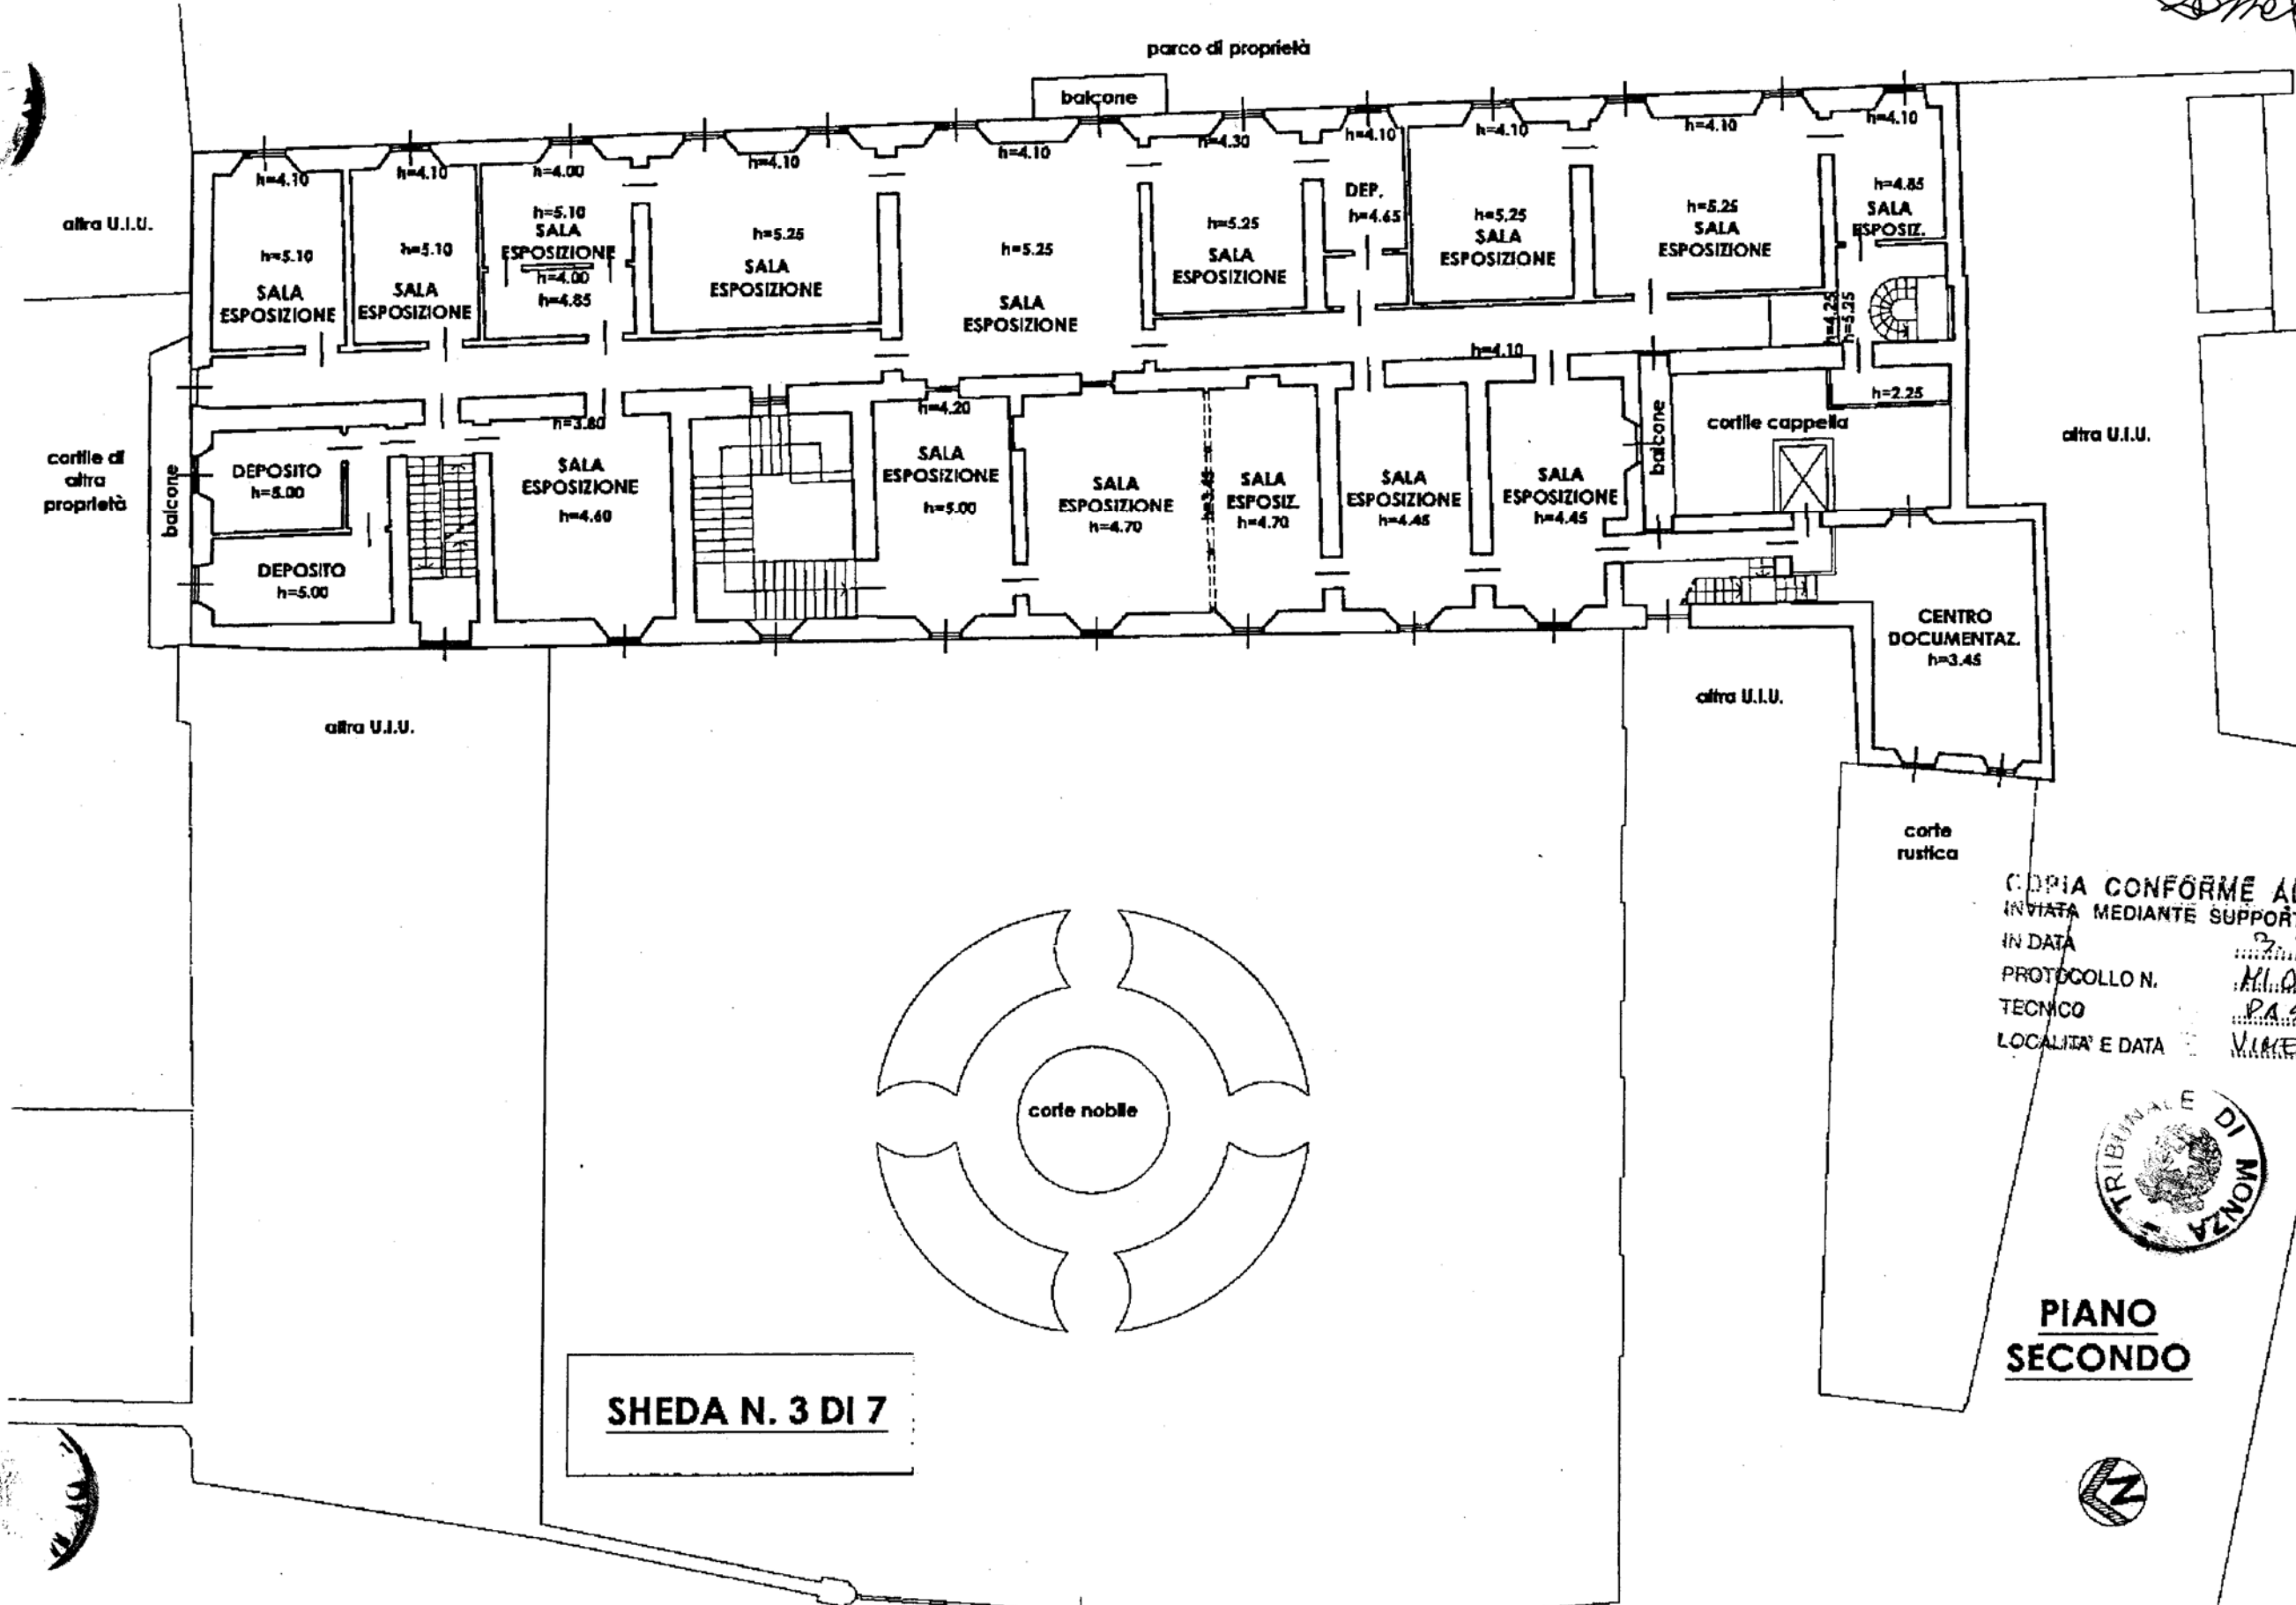 parco di proprietà
balcone
h=4.10
h=4.10
h=4.00
h=4.10
h=4.10
h=4.30
h=4.10
h=4.10
h=4.10
h=4.10
altra U.I.U.
h=5.10
SALA
ESPOSIZIONE
h=5.10
SALA
ESPOSIZIONE
h=5.10
SALA
ESPOSIZIONE
h=4.00
h=4.85
h=5.25
SALA
ESPOSIZIONE
h=5.25
SALA
ESPOSIZIONE
h=5.25
SALA
ESPOSIZIONE
DEP.
h=4.65
h=5.25
SALA
ESPOSIZIONE
h=5.25
SALA
ESPOSIZIONE
h=4.85
SALA
ESPOSIZ.
h=4.25
h=5.25
h=4.10
h=2.25
cortile di
altra
proprietà
balcone
DEPOSITO
h=5.00
DEPOSITO
h=5.00
h=3.80
SALA
ESPOSIZIONE
h=4.60
h=4.20
SALA
ESPOSIZIONE
h=5.00
SALA
ESPOSIZIONE
h=4.70
h=3.45
SALA
ESPOSIZ.
h=4.70
SALA
ESPOSIZIONE
h=4.45
SALA
ESPOSIZIONE
h=4.45
balcone
cortile cappella
altra U.I.U.
CENTRO
DOCUMENTAZ.
h=3.45
altra U.I.U.
altra U.I.U.
corte
rustica
COPIA CONFORME
INVIATA MEDIANTE
IN DATA
PROTOCOLLO N.
TECNICO
LOCALITA' E DATA
corte nobile
TRIBUNALE DI MONZA
PIANO
SECONDO
SHEDA N. 3 DI 7
N